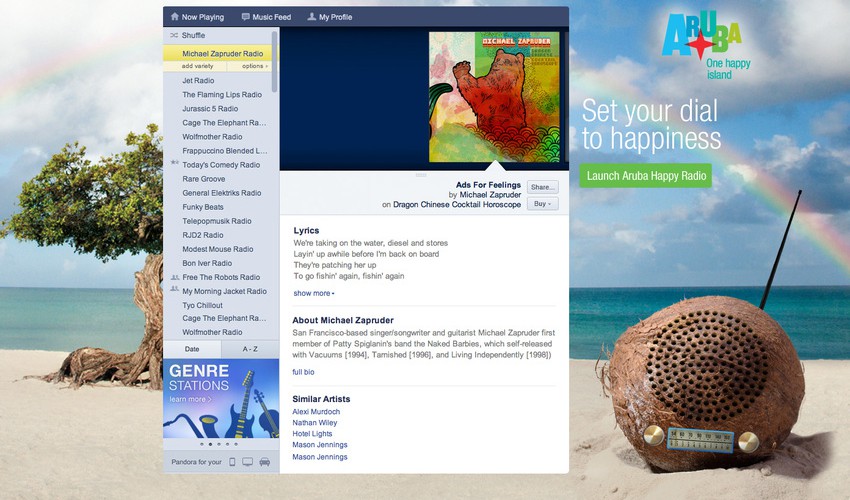 Now Playing
Music Feed
My Profile
Shuffle
Michael Zapruder Radio
add variety
options
Jet Radio
The Flaming Lips Radio
Jurassic 5 Radio
Cage The Elephant Ra...
Wolfmother Radio
Frappuccino Blended L...
Today's Comedy Radio
Rare Groove
General Elektriks Radio
Funky Beats
Telepopmusik Radio
RJD2 Radio
Modest Mouse Radio
Bon Iver Radio
Free The Robots Radio
My Morning Jacket Radio
Tyo Chillout
Cage The Elephant Ra...
Wolfmother Radio
Date
A - Z
GENRE
STATIONS
learn more >
Pandora for your
MICHAEL ZAPRUDER
Ads For Feelings
by Michael Zapruder
on Dragon Chinese Cocktail Horoscope
Share...
Buy
Lyrics
We're taking on the water, diesel and stores
Layin' up awhile before I'm back on board
They're patching her up
To go fishin' again, fishin' again
show more
About Michael Zapruder
San Francisco-based singer/songwriter and guitarist Michael Zapruder first
member of Patty Spiglanin's band the Naked Barbies, which self-released
with Vacuums [1994], Tarnished [1996], and Living Independently [1998])
full bio
Similar Artists
Alexi Murdoch
Nathan Wiley
Hotel Lights
Mason Jennings
Mason Jennings
ARUBA
One happy
island
Set your dial
to happiness
Launch Aruba Happy Radio